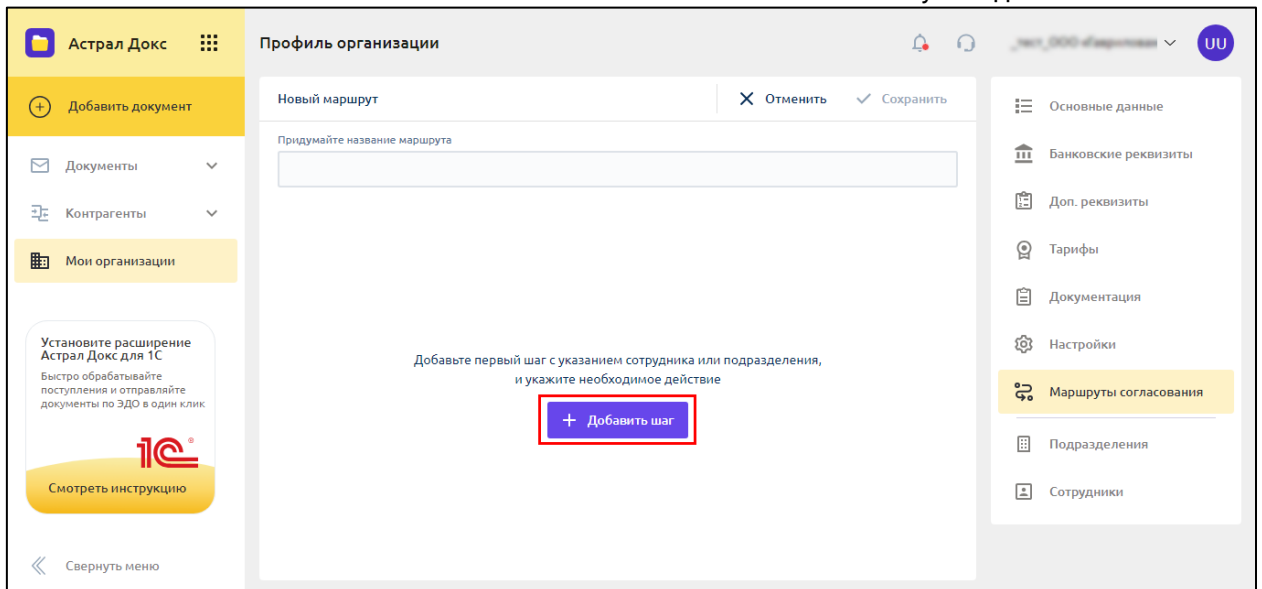 Астрал Докс
Профиль организации
UU
Добавить документ
Документы
Контрагенты
Мои организации
Установите расширение
Астрал Докс для 1С
Быстро обрабатывайте
поступления и отправляйте
документы по ЭДО в один клик
1С
Смотреть инструкцию
Свернуть меню
Новый маршрут
Отменить
Сохранить
Придумайте название маршрута
Добавьте первый шаг с указанием сотрудника или подразделения,
и укажите необходимое действие
+ Добавить шаг
Основные данные
Банковские реквизиты
Доп. реквизиты
Тарифы
Документация
Настройки
Маршруты согласования
Подразделения
Сотрудники